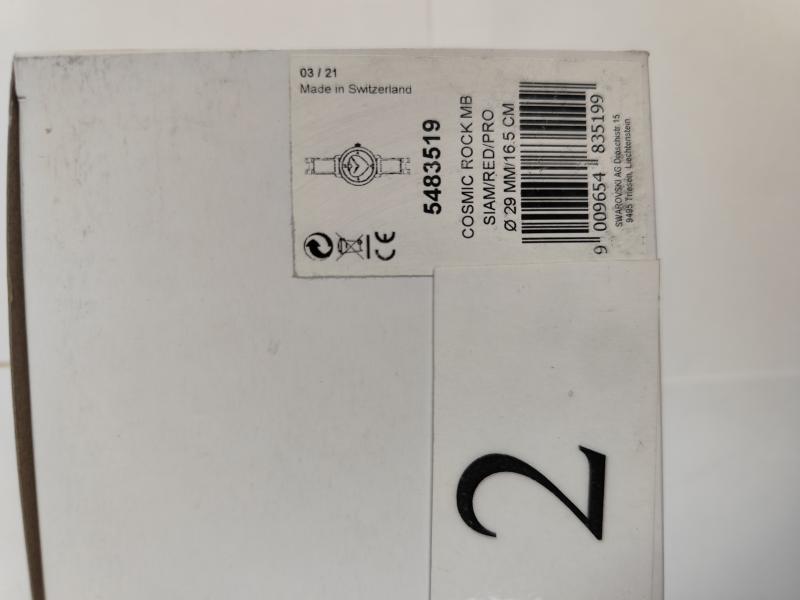 03 / 21
Made in Switzerland
5483519
COSMIC ROCK MB
SIAM/RED/PRO
Ø 29 MM/16.5 CM
9 009654 835199
SWAROVSKI AG Dröschistr. 15
9495 Triesen, Liechtenstein
CE
2